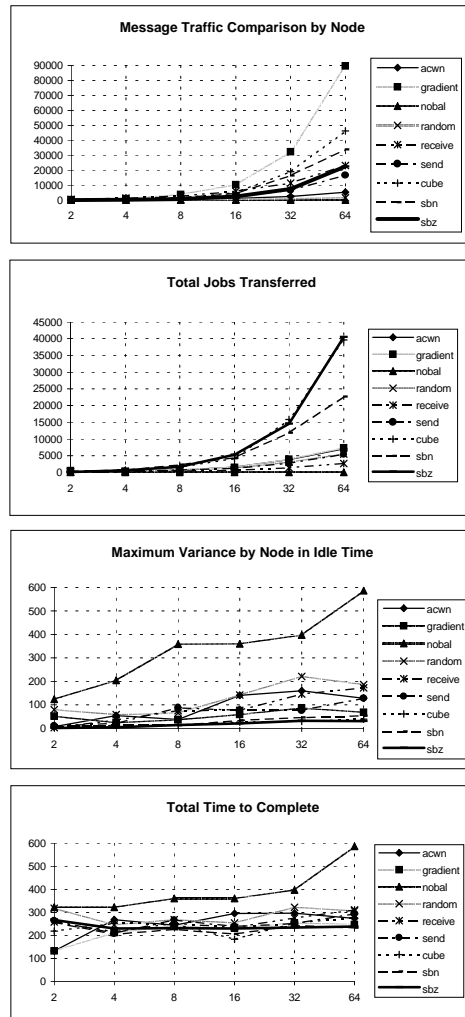 Message Traffic Comparison by Node
90000
80000
70000
60000
50000
40000
30000
20000
10000
0
2 4 8 16 32 64
acwn
gradient
nobal
random
receive
send
cube
sbn
sbz
Total Jobs Transferred
45000
40000
35000
30000
25000
20000
15000
10000
5000
0
2 4 8 16 32 64
acwn
gradient
nobal
random
receive
send
cube
sbn
sbz
Maximum Variance by Node in Idle Time
600
500
400
300
200
100
0
2 4 8 16 32 64
acwn
gradient
nobal
random
receive
send
cube
sbn
sbz
Total Time to Complete
600
500
400
300
200
100
0
2 4 8 16 32 64
acwn
gradient
nobal
random
receive
send
cube
sbn
sbz